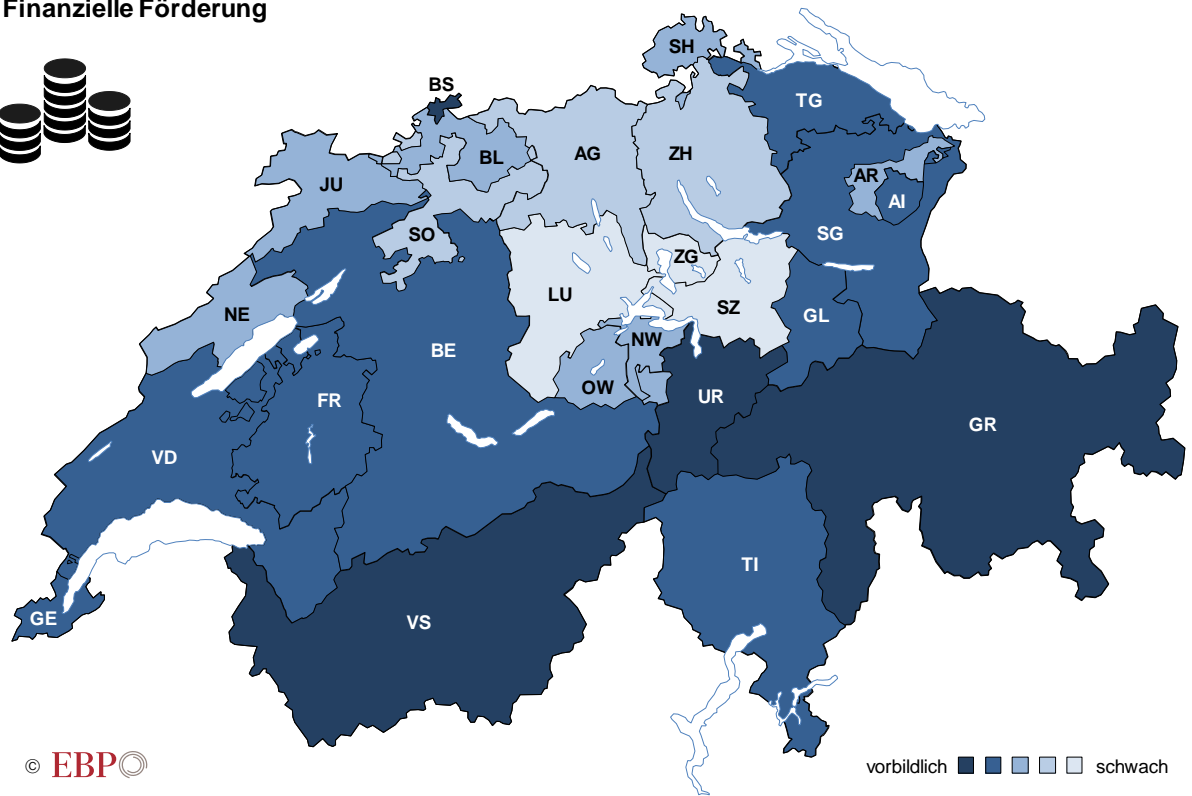 Finanzielle Förderung
SH
BS
TG
BL
AG
ZH
JU
AR
AI
SO
SG
ZG
LU
SZ
NE
GL
NW
BE
OW
UR
FR
GR
VD
TI
GE
VS
© EBP
vorbildlich schwach